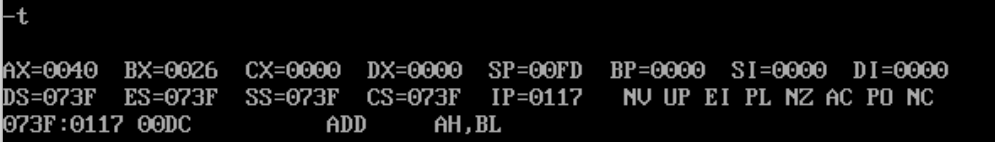 -t
AX=0040 BX=0026 CX=0000 DX=0000 SP=00FD BP=0000 SI=0000 DI=0000
DS=073F ES=073F SS=073F CS=073F IP=0117 NV UP EI PL NZ AC PO NC
073F:0117 00DC ADD AH,BL